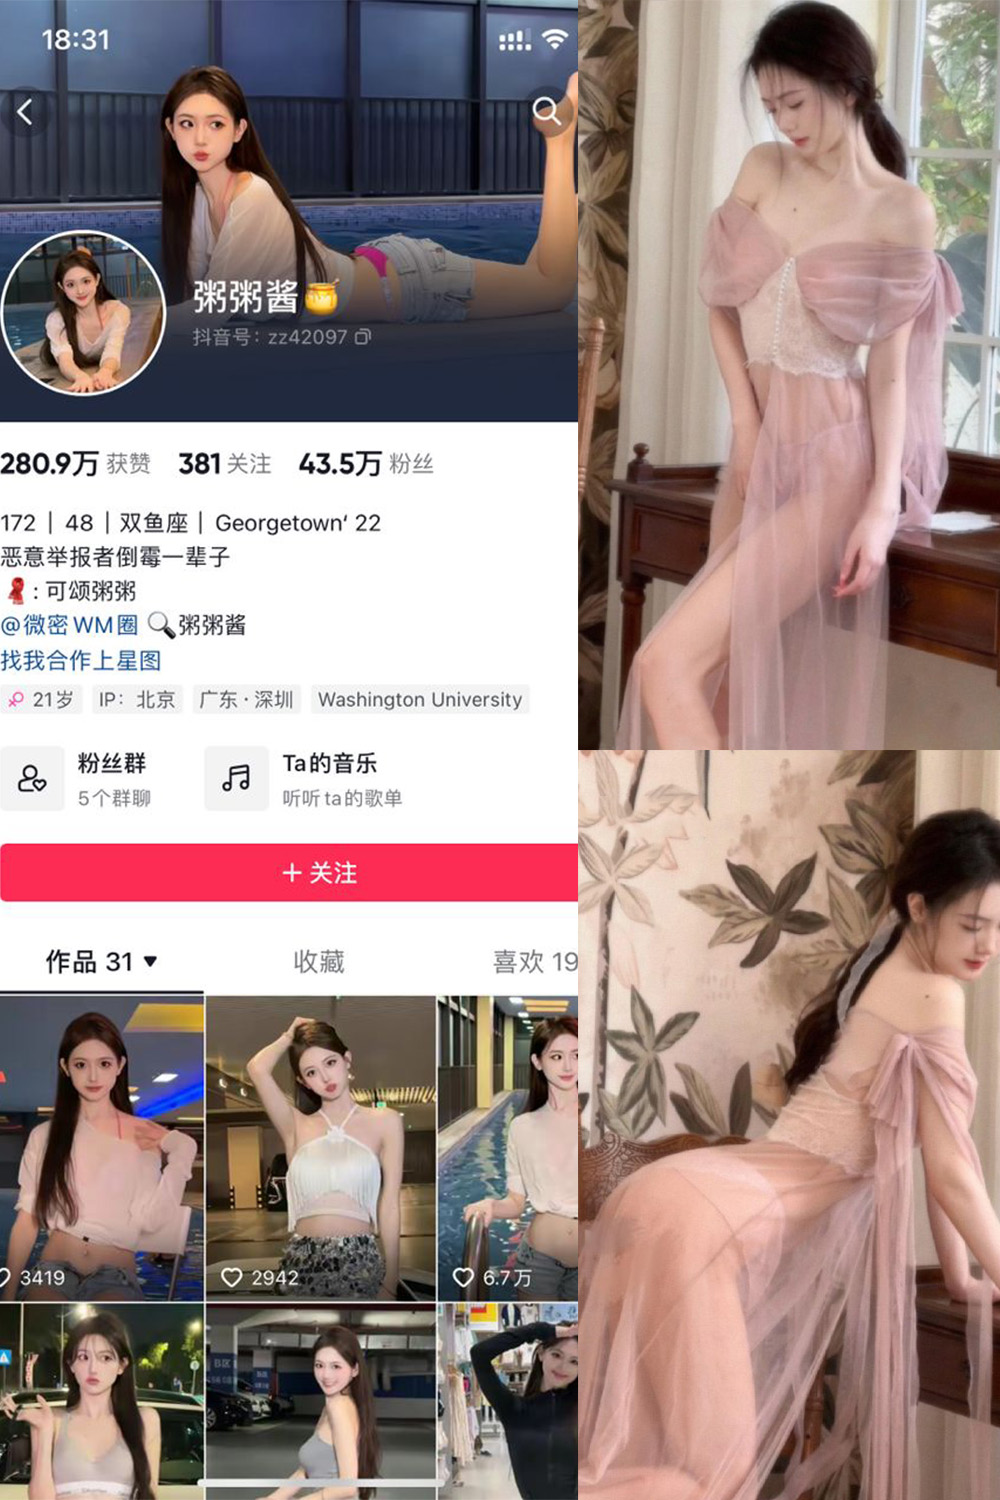 18:31
粥粥酱🍯
抖音号：zz42097
280.9万 获赞 381 关注 43.5万 粉丝
172 | 48 | 双鱼座 | Georgetown‘ 22
恶意举报者倒霉一辈子
🧣: 可颂粥粥
@微密WM圈 🔍粥粥酱
找我合作上星图
21岁 IP：北京 广东·深圳 Washington University
粉丝群
5个群聊
Ta的音乐
听听ta的歌单
+ 关注
作品 31 ▼ 收藏 喜欢 19
3419
2942
6.7万
B区
B区